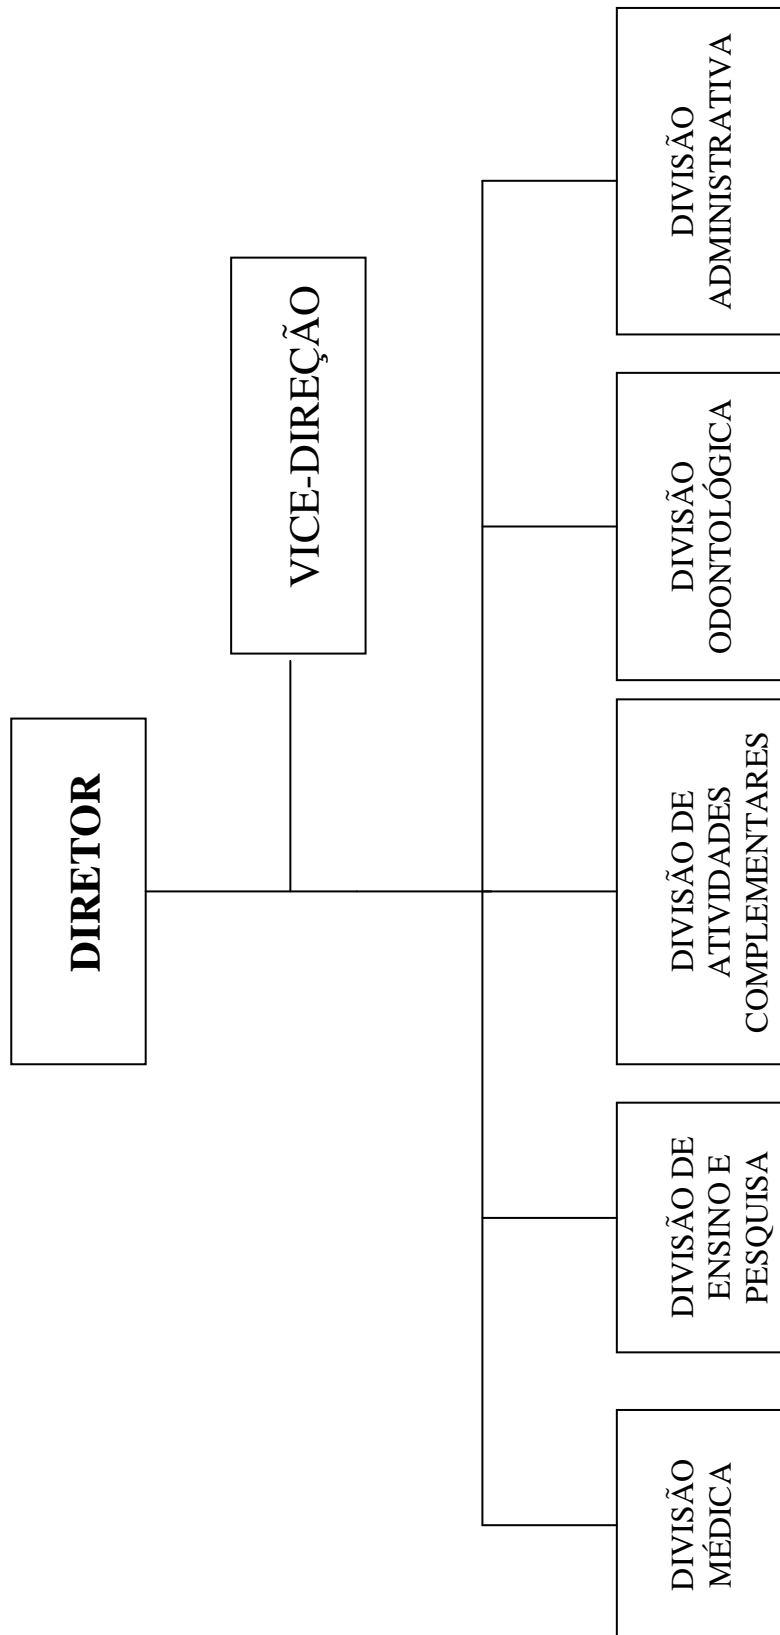 DIRETOR
VICE-DIREÇÃO
DIVISÃO
MÉDICA
DIVISÃO DE
ENSINO E
PESQUISA
DIVISÃO DE
ATIVIDADES
COMPLEMENTARES
DIVISÃO
ODONTOLÓGICA
DIVISÃO
ADMINISTRATIVA